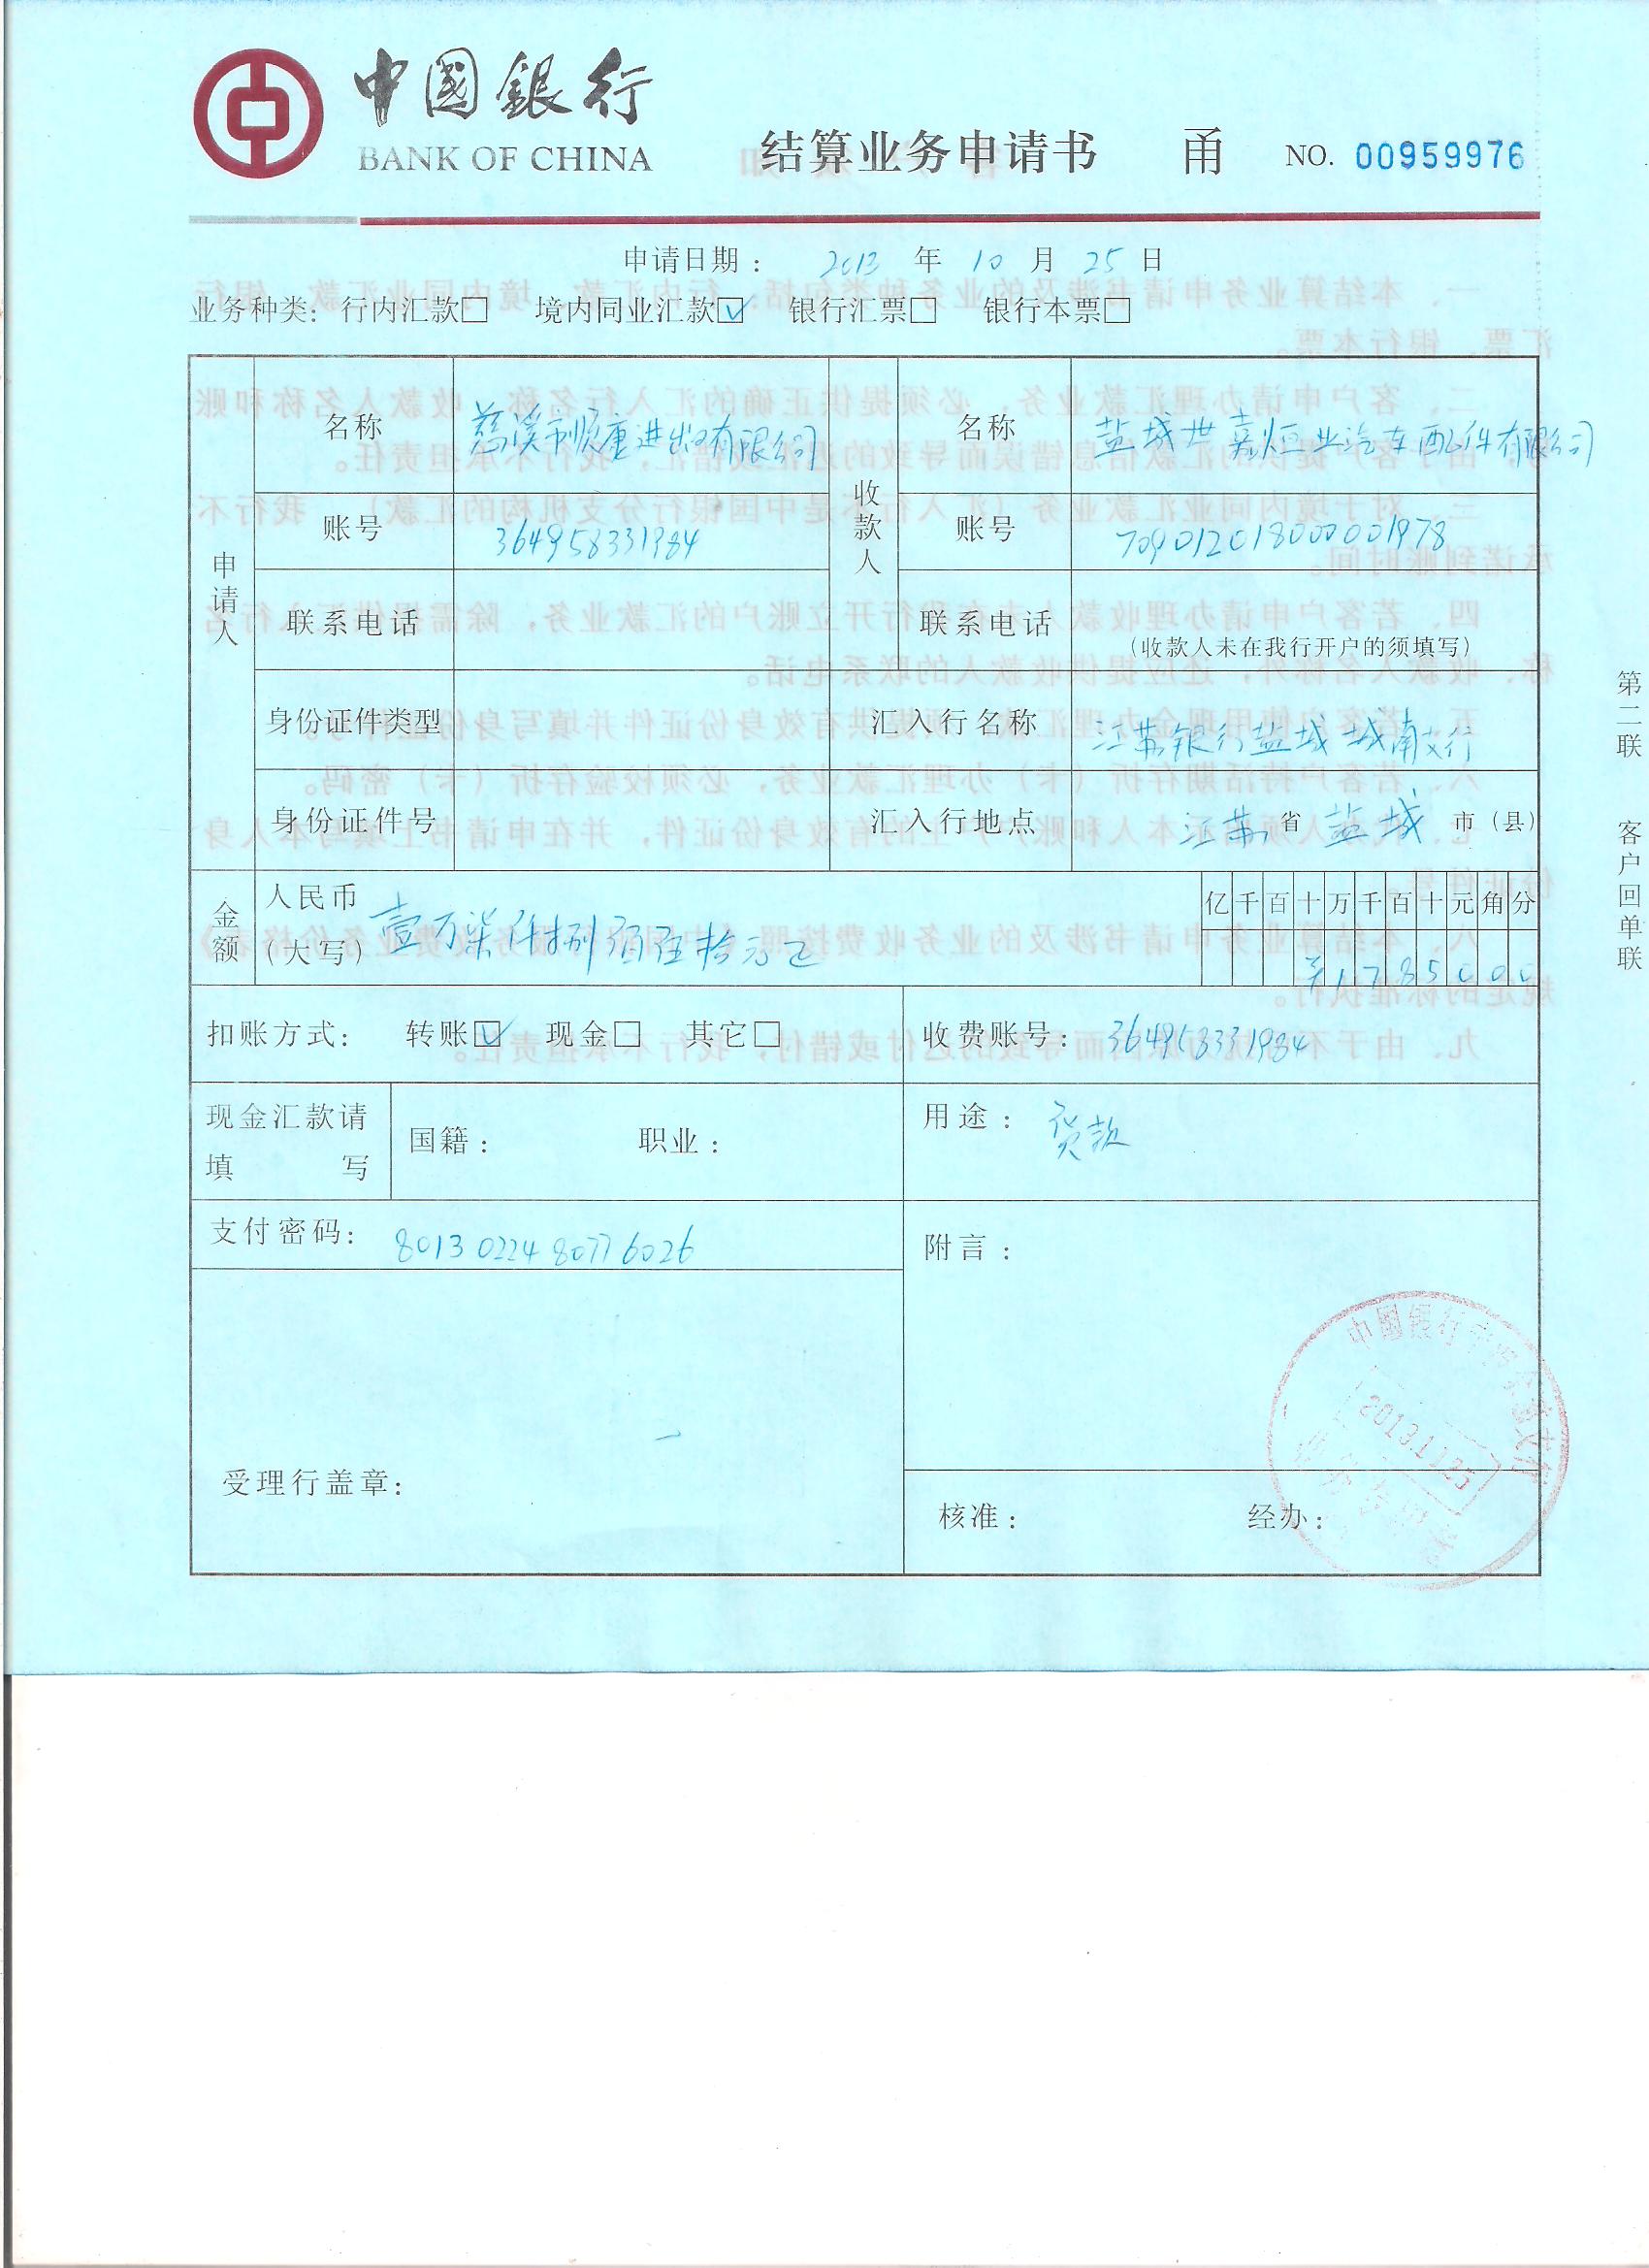 中國銀行
BANK OF CHINA
结算业务申请书 甬 NO. 00959976
申请日期： 2013 年 10 月 25 日
业务种类：行内汇款□ 境内同业汇款☑ 银行汇票□ 银行本票□
申请人
名称 慈溪市顺唐进出口有限公司
账号 364958331984
联系电话
身份证件类型
身份证件号
收款人
名称 盐城世嘉恒业汽车配件有限公司
账号 70901201800001978
联系电话
（收款人未在我行开户的须填写）
汇入行名称 江苏银行盐城城南支行
汇入行地点 江苏 省 盐城 市（县）
金额
人民币
（大写） 壹万柒仟捌佰伍拾元正
亿 千 百 十 万 千 百 十 元 角 分
¥ 1 7 8 5 0 0 0
扣账方式： 转账☑ 现金□ 其它□
收费账号： 364958331984
现金汇款请
填 写
国籍： 职业：
用途： 货款
支付密码： 8013 0224 8077 6026
附言：
受理行盖章：
核准： 经办：
中國银行
2013.11.25
第二联 客户回单联